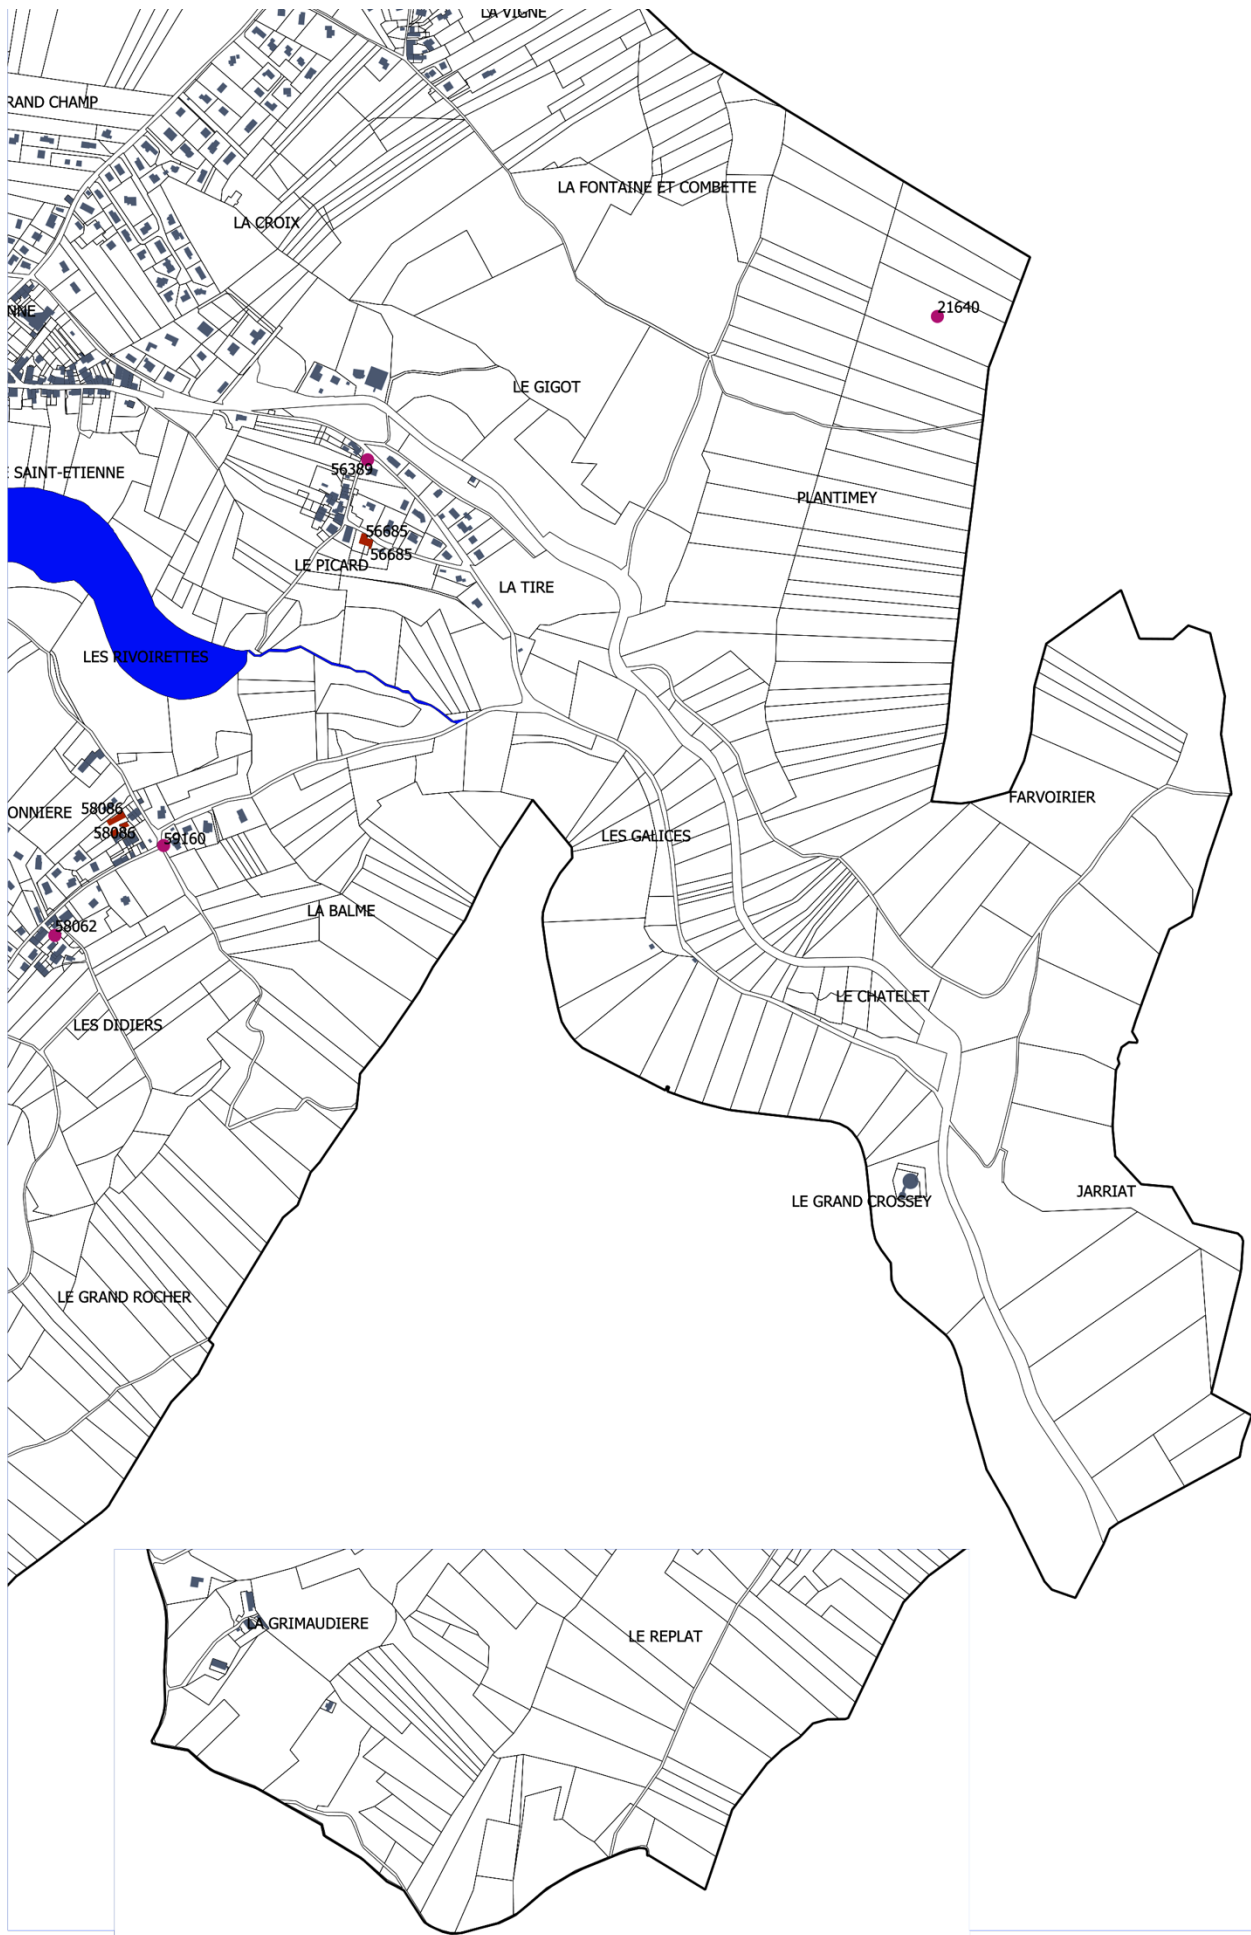 LA VIGNE
RAND CHAMP
LA FONTAINE ET COMBETTE
LA CROIX
21640
NNE
LE GIGOT
56389
SAINT-ETIENNE
PLANTIMEY
56685
56685
LE PICARD
LA TIRE
LES RIVOIRETTES
FARVOIRIER
58086
ONNIERE
58086
59160
LES GALICES
LA BALME
58062
LE CHATELET
LES DIDIERS
JARRIAT
LE GRAND CROSSEY
LE GRAND ROCHER
LA GRIMAUDIERE
LE REPLAT